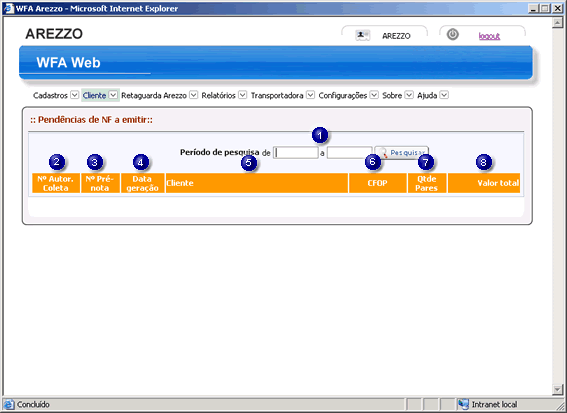 WFA Arezzo - Microsoft Internet Explorer
AREZZO
AREZZO
logout
WFA Web
Cadastros Cliente Retaguarda Arezzo Relatórios Transportadora Configurações Sobre Ajuda
:: Pendências de NF a emitir::
1
Período de pesquisa de a Pesquisar
2 3 4 5 6 7 8
Nº Autor. Coleta
Nº Pré-nota
Data geração
Cliente
CFOP
Qtde Pares
Valor total
Concluído
Intranet local